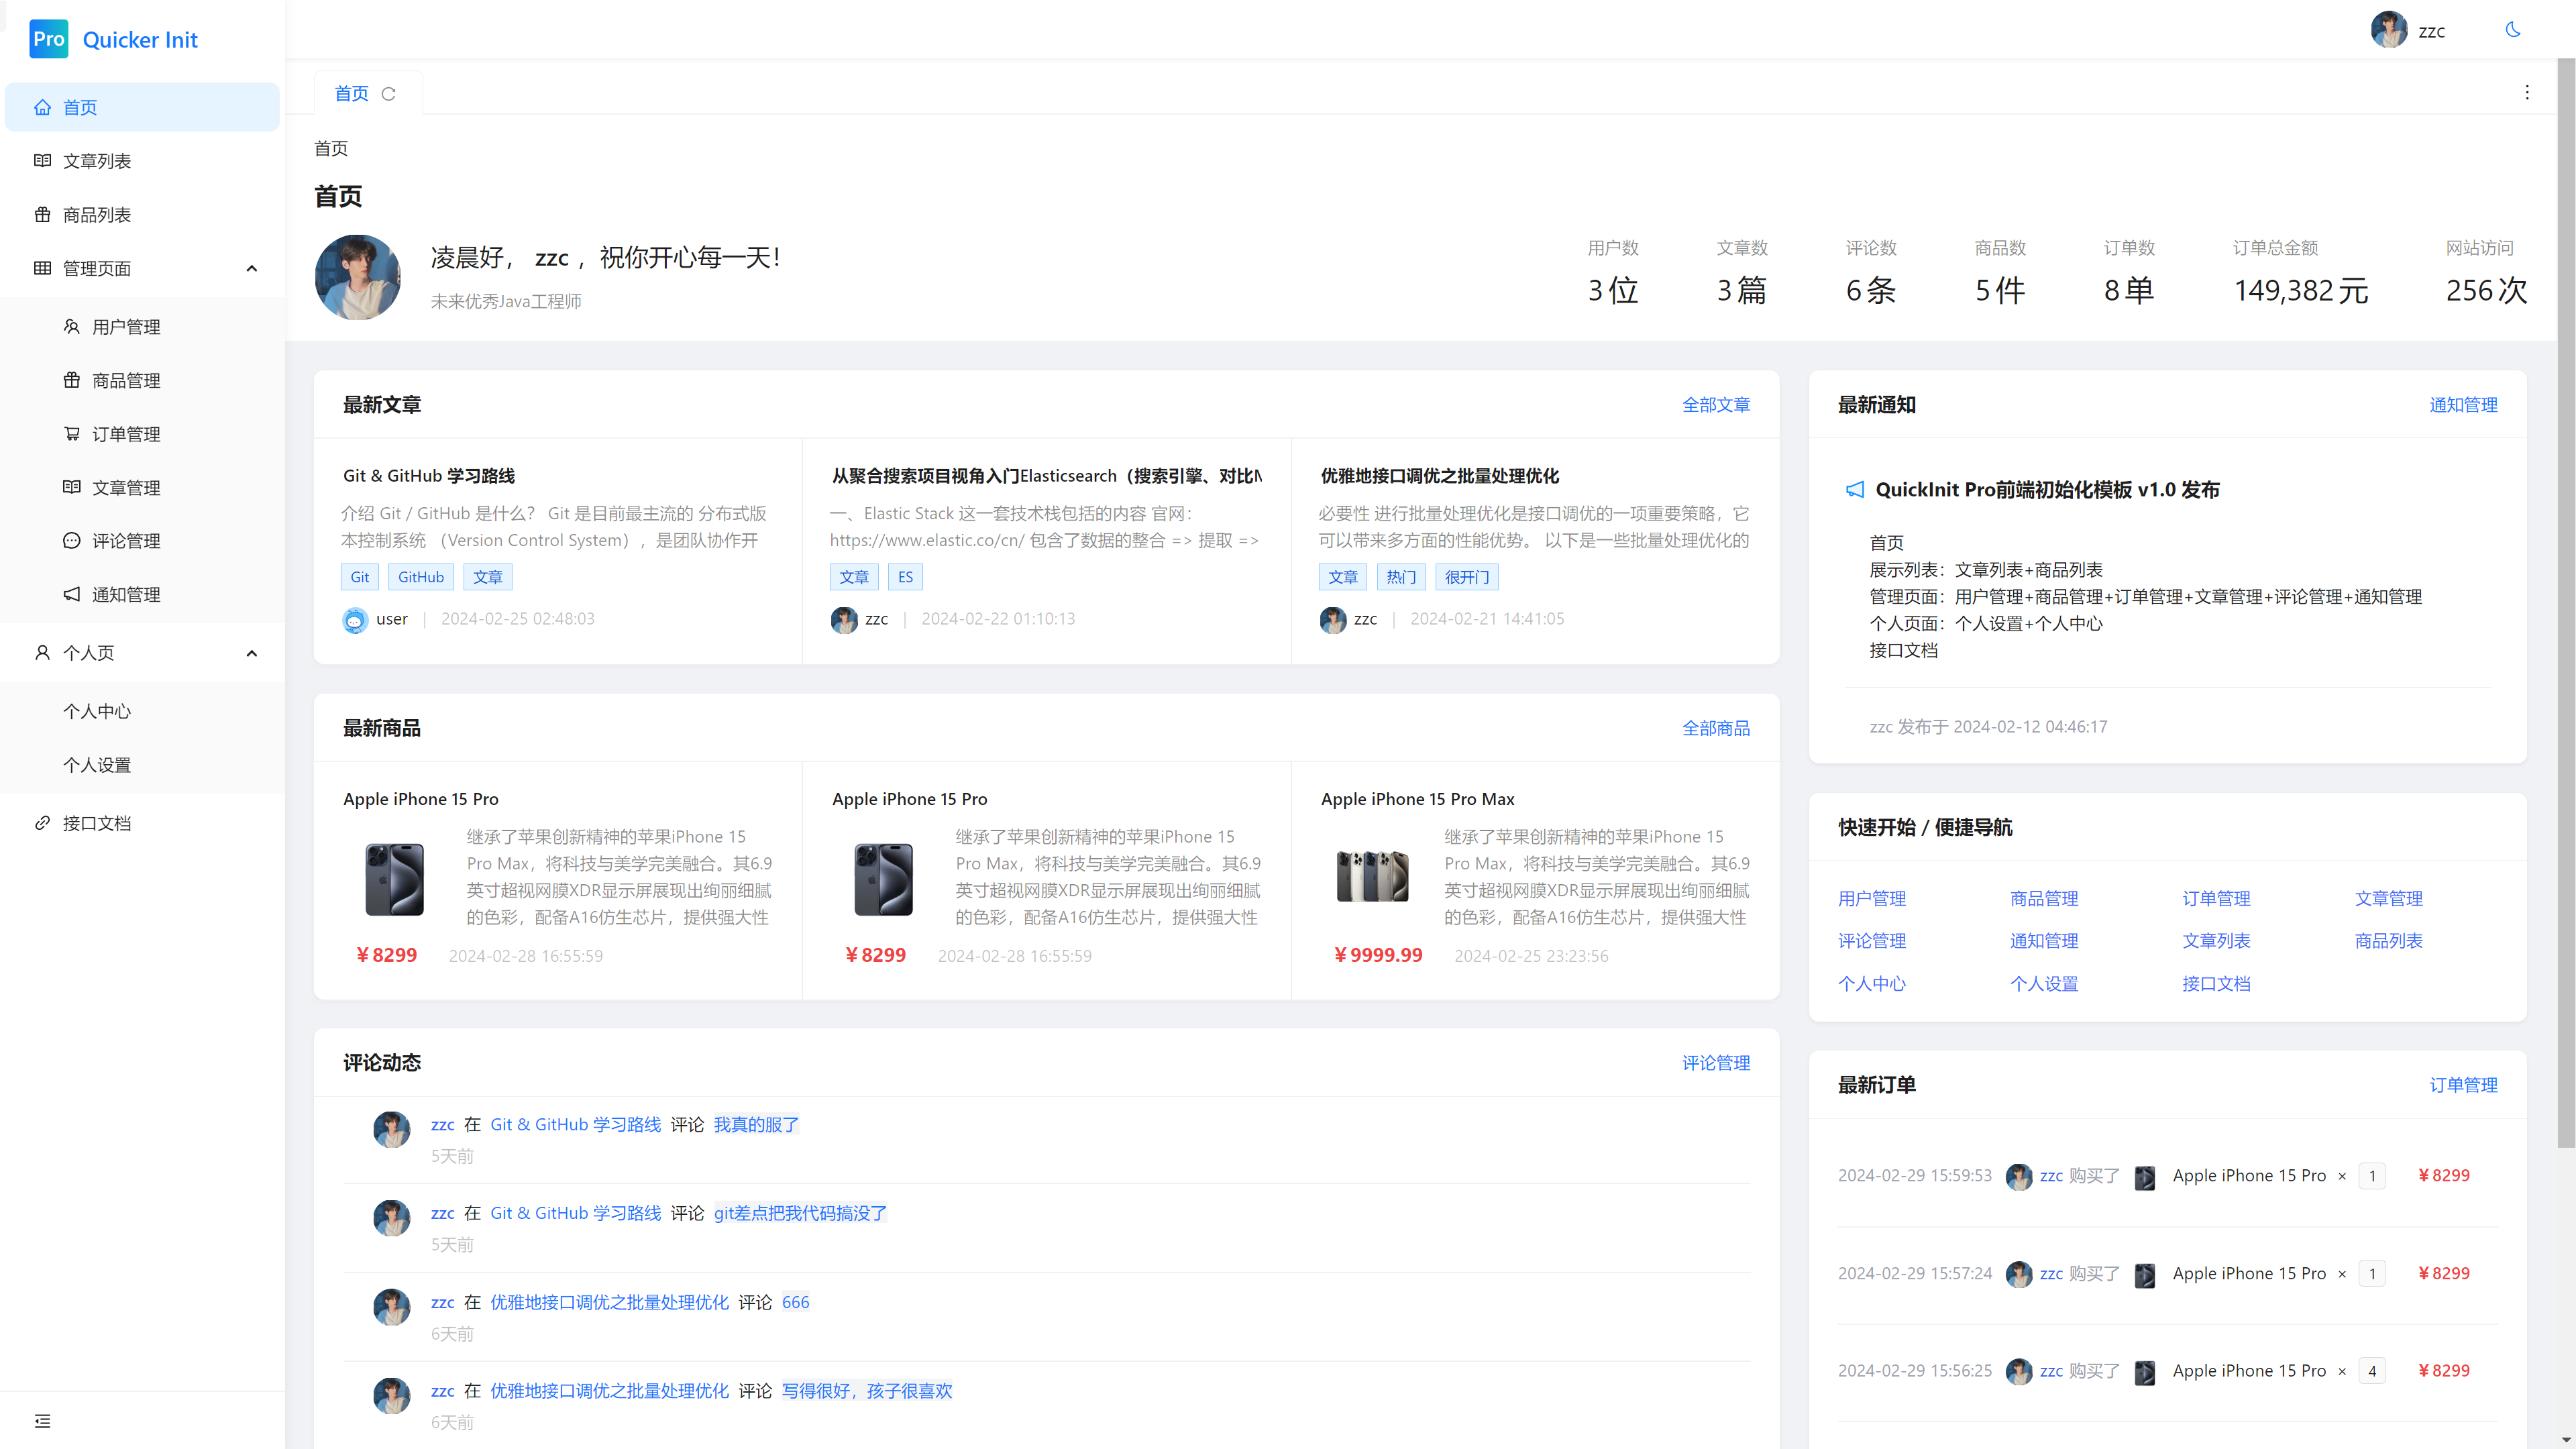 Pro Quicker Init
首页
文章列表
商品列表
管理页面
用户管理
商品管理
订单管理
文章管理
评论管理
通知管理
个人页
个人中心
个人设置
接口文档
zzc
首页
首页
首页
凌晨好， zzc ，祝你开心每一天！
未来优秀Java工程师
用户数
3 位
文章数
3 篇
评论数
6 条
商品数
5 件
订单数
8 单
订单总金额
149,382 元
网站访问
256 次
最新文章 全部文章
Git & GitHub 学习路线
介绍 Git / GitHub 是什么？ Git 是目前最主流的 分布式版
本控制系统 （Version Control System），是团队协作开
Git GitHub 文章
user | 2024-02-25 02:48:03
从聚合搜索项目视角入门Elasticsearch（搜索引擎、对比M
一、Elastic Stack 这一套技术栈包括的内容 官网：
https://www.elastic.co/cn/ 包含了数据的整合 => 提取 =>
文章 ES
zzc | 2024-02-22 01:10:13
优雅地接口调优之批量处理优化
必要性 进行批量处理优化是接口调优的一项重要策略，它
可以带来多方面的性能优势。 以下是一些批量处理优化的
文章 热门 很开门
zzc | 2024-02-21 14:41:05
最新商品 全部商品
Apple iPhone 15 Pro
继承了苹果创新精神的苹果iPhone 15
Pro Max，将科技与美学完美融合。其6.9
英寸超视网膜XDR显示屏展现出绚丽细腻
的色彩，配备A16仿生芯片，提供强大性
￥8299 2024-02-28 16:55:59
Apple iPhone 15 Pro
继承了苹果创新精神的苹果iPhone 15
Pro Max，将科技与美学完美融合。其6.9
英寸超视网膜XDR显示屏展现出绚丽细腻
的色彩，配备A16仿生芯片，提供强大性
￥8299 2024-02-28 16:55:59
Apple iPhone 15 Pro Max
继承了苹果创新精神的苹果iPhone 15
Pro Max，将科技与美学完美融合。其6.9
英寸超视网膜XDR显示屏展现出绚丽细腻
的色彩，配备A16仿生芯片，提供强大性
￥9999.99 2024-02-25 23:23:56
评论动态 评论管理
zzc 在 Git & GitHub 学习路线 评论 我真的服了
5天前
zzc 在 Git & GitHub 学习路线 评论 git差点把我代码搞没了
5天前
zzc 在 优雅地接口调优之批量处理优化 评论 666
6天前
zzc 在 优雅地接口调优之批量处理优化 评论 写得很好，孩子很喜欢
6天前
最新通知 通知管理
QuickInit Pro前端初始化模板 v1.0 发布
首页
展示列表：文章列表+商品列表
管理页面：用户管理+商品管理+订单管理+文章管理+评论管理+通知管理
个人页面：个人设置+个人中心
接口文档
zzc 发布于 2024-02-12 04:46:17
快速开始 / 便捷导航
用户管理 商品管理 订单管理 文章管理
评论管理 通知管理 文章列表 商品列表
个人中心 个人设置 接口文档
最新订单 订单管理
2024-02-29 15:59:53 zzc 购买了 Apple iPhone 15 Pro × 1 ￥8299
2024-02-29 15:57:24 zzc 购买了 Apple iPhone 15 Pro × 1 ￥8299
2024-02-29 15:56:25 zzc 购买了 Apple iPhone 15 Pro × 4 ￥8299